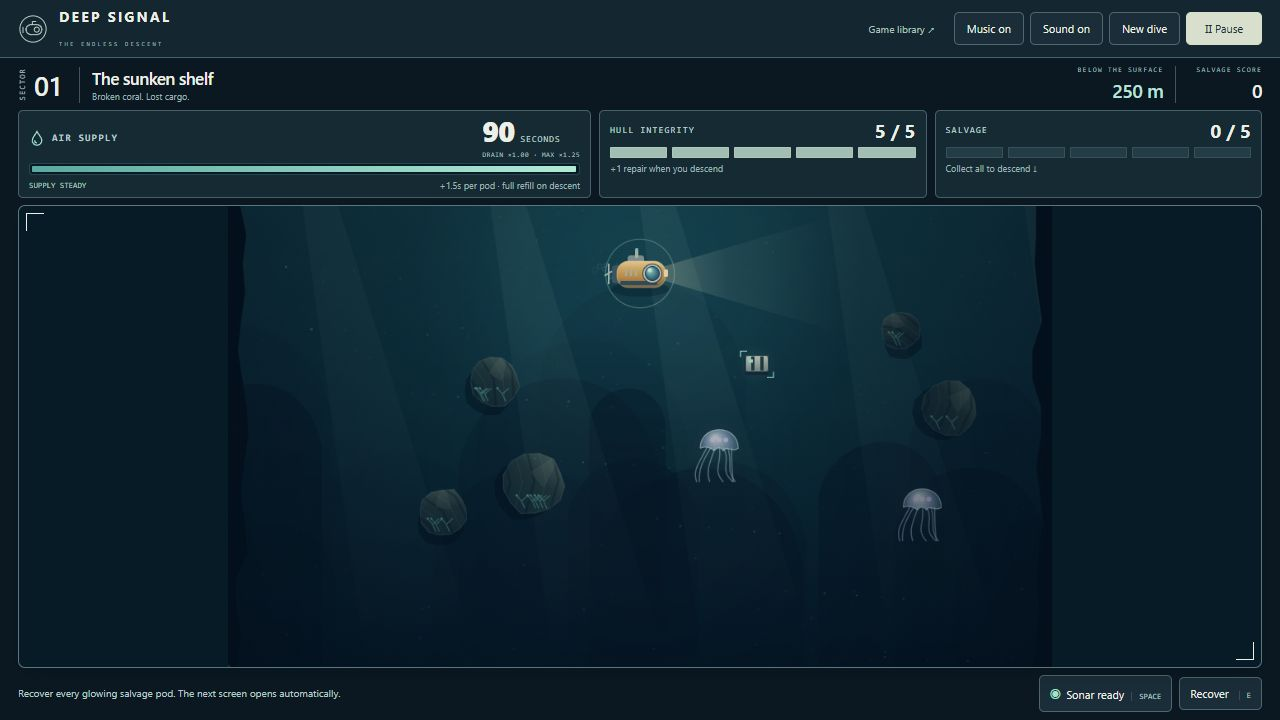 DEEP SIGNAL
THE ENDLESS DESCENT
Game library ↗
Music on
Sound on
New dive
II Pause
SECTOR
01
The sunken shelf
Broken coral. Lost cargo.
BELOW THE SURFACE
250 m
SALVAGE SCORE
0
AIR SUPPLY
90 SECONDS
DRAIN ×1.00 · MAX ×1.25
SUPPLY STEADY
+1.5s per pod · full refill on descent
HULL INTEGRITY
5 / 5
+1 repair when you descend
SALVAGE
0 / 5
Collect all to descend ↓
Recover every glowing salvage pod. The next screen opens automatically.
Sonar ready SPACE
Recover E